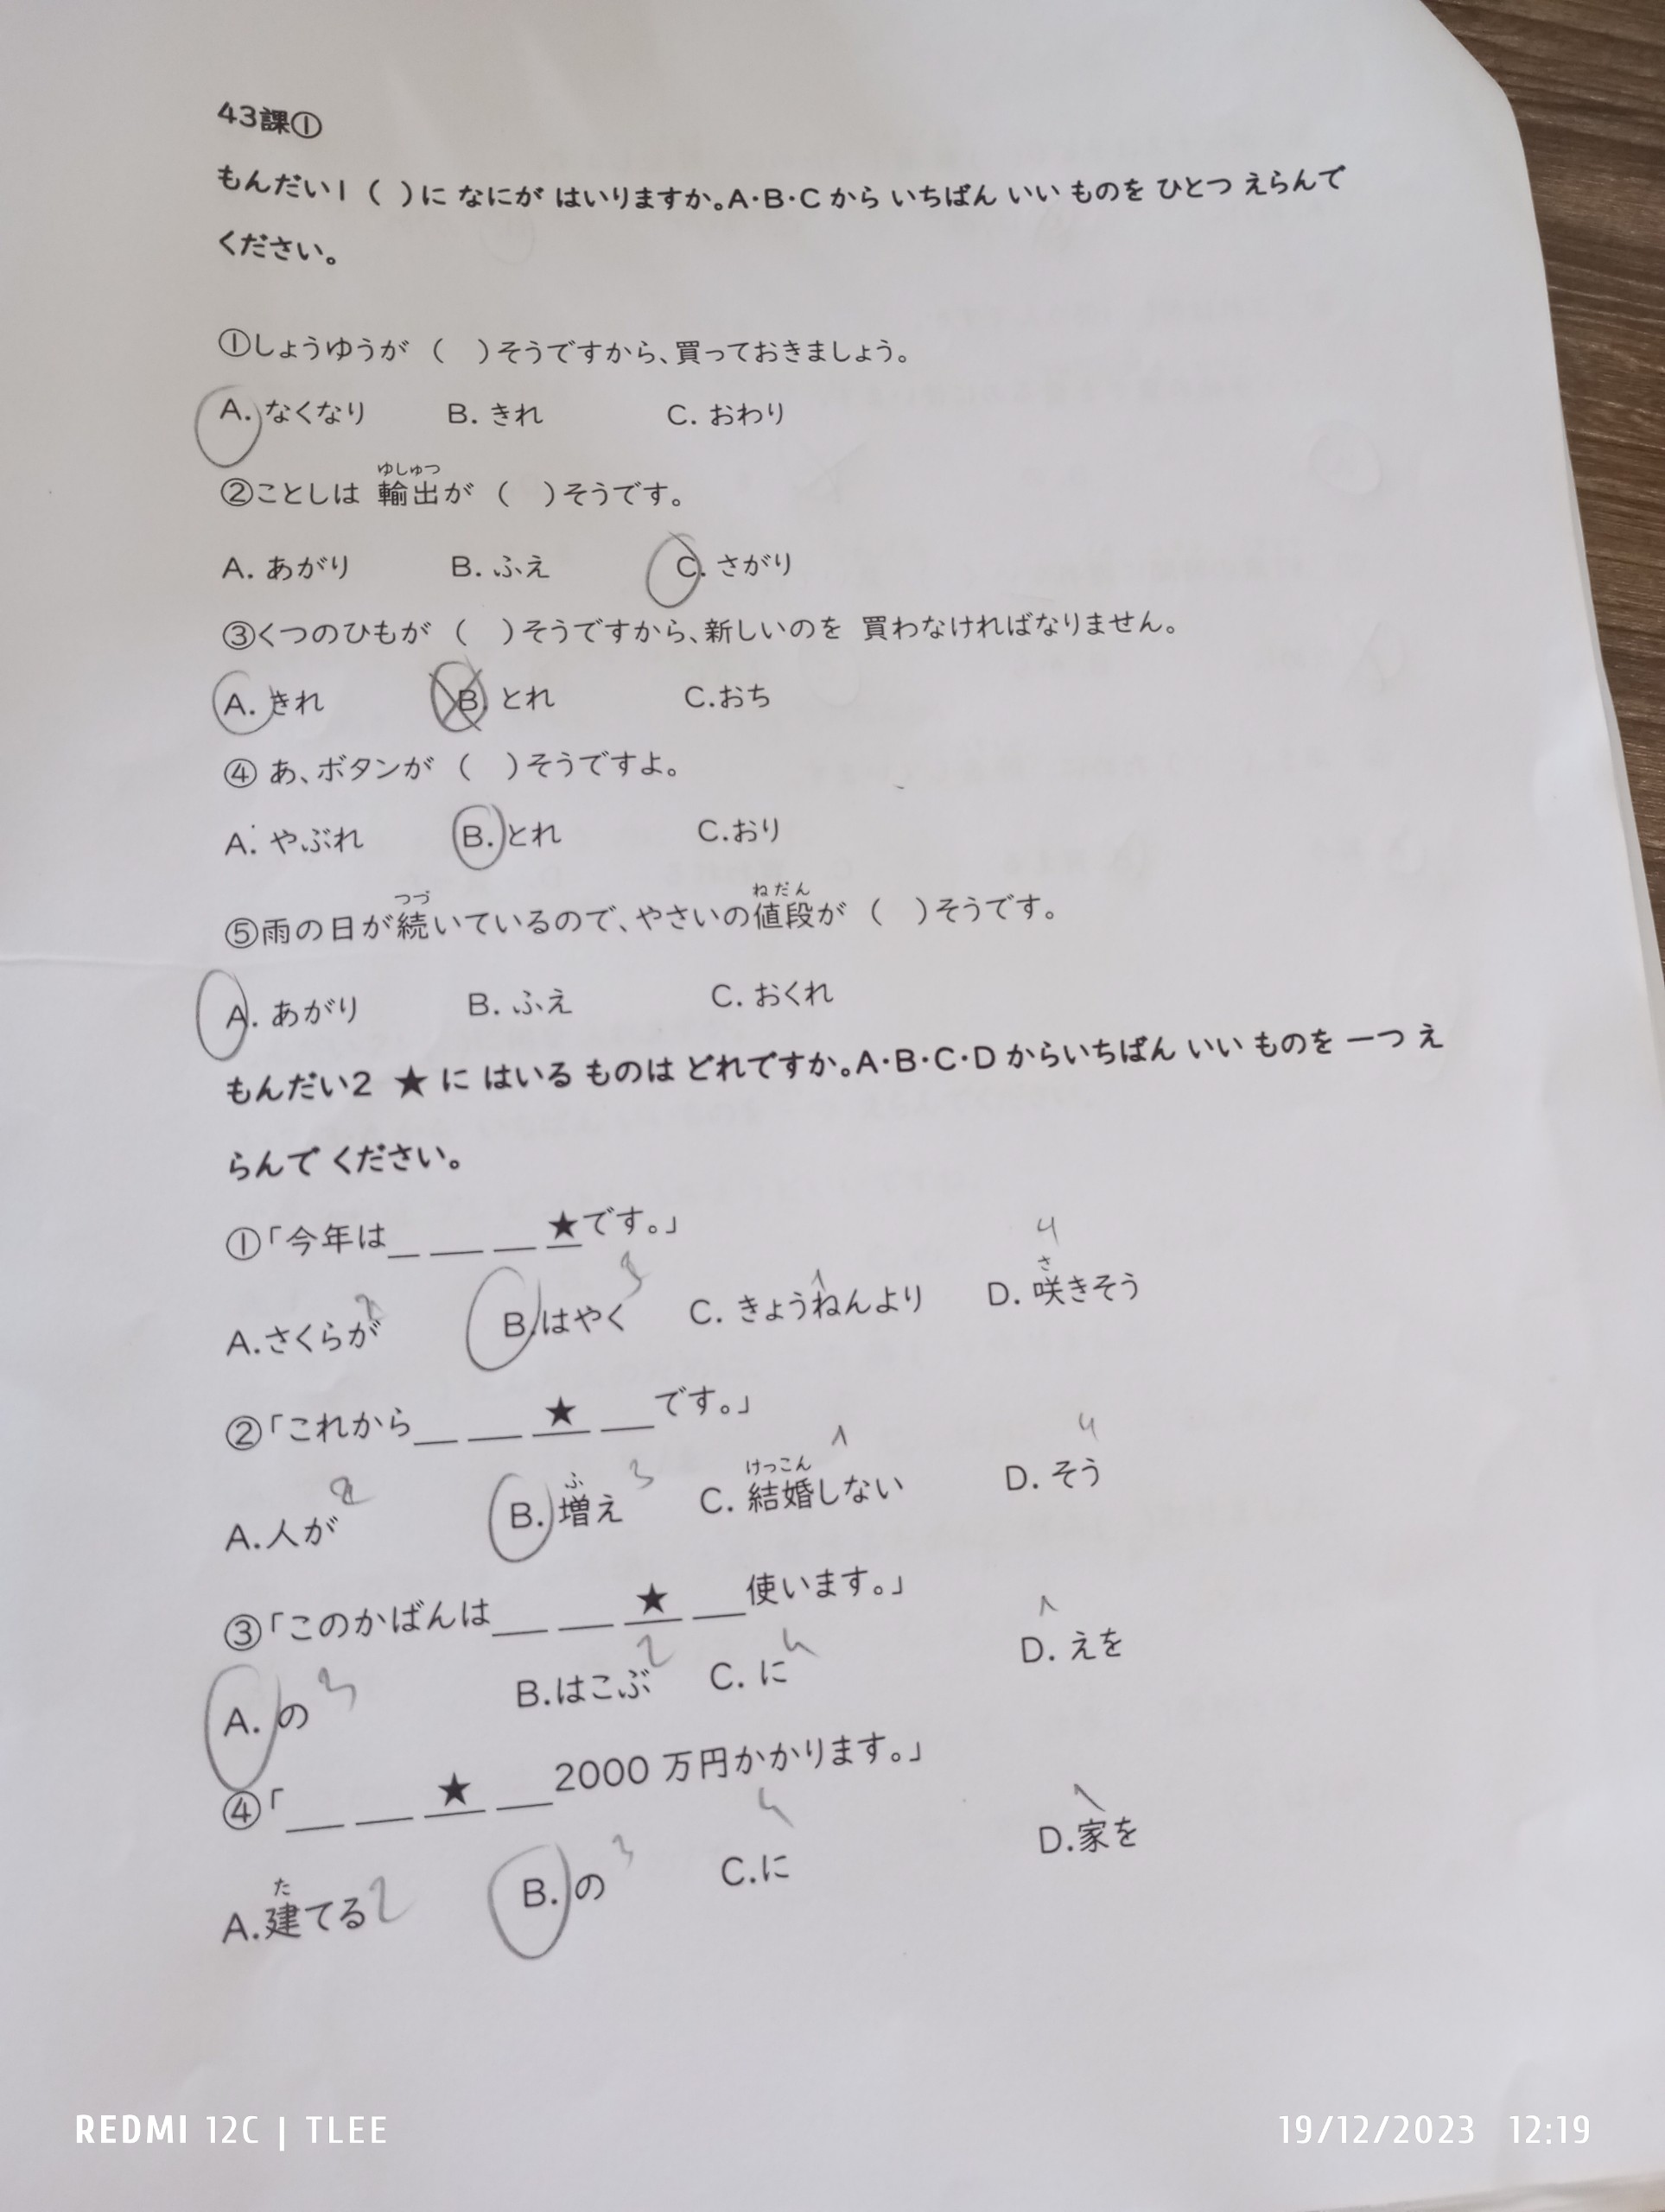 43課①
もんだい1 ( )に なにが はいりますか。A・B・C から いちばん いい ものを ひとつ えらんで
ください。
①しょうゆうが ( )そうですから、買っておきましょう。
A. なくなり B. きれ C. おわり
ゆしゅつ
②ことしは 輸出が ( )そうです。
A. あがり B. ふえ C. さがり
③くつのひもが ( )そうですから、新しいのを 買わなければなりません。
A. きれ B. とれ C.おち
④ あ、ボタンが ( )そうですよ。
A. やぶれ B. とれ C.おり
つづ ねだん
⑤雨の日が続いているので、やさいの値段が ( )そうです。
A. あがり B. ふえ C. おくれ
もんだい2 ★ に はいる ものは どれですか。A・B・C・D からいちばん いい ものを 一つ え
らんで ください。
①「今年は__ __ __ ★です。」
4
2 3 1 さ
A.さくらが B.はやく C. きょうねんより D. 咲きそう
②「これから__ __ ★ __です。」
2 3 1 4
ふ けっこん
A.人が B. 増え C. 結婚しない D. そう
③「このかばんは__ __ ★ __使います。」
3 2 4 1
A. の B.はこぶ C. に D. えを
④「__ __ ★ __2000 万円かかります。」
2 3 4 1
た
A.建てる B. の C.に D.家を
REDMI 12C | TLEE 19/12/2023 12:19